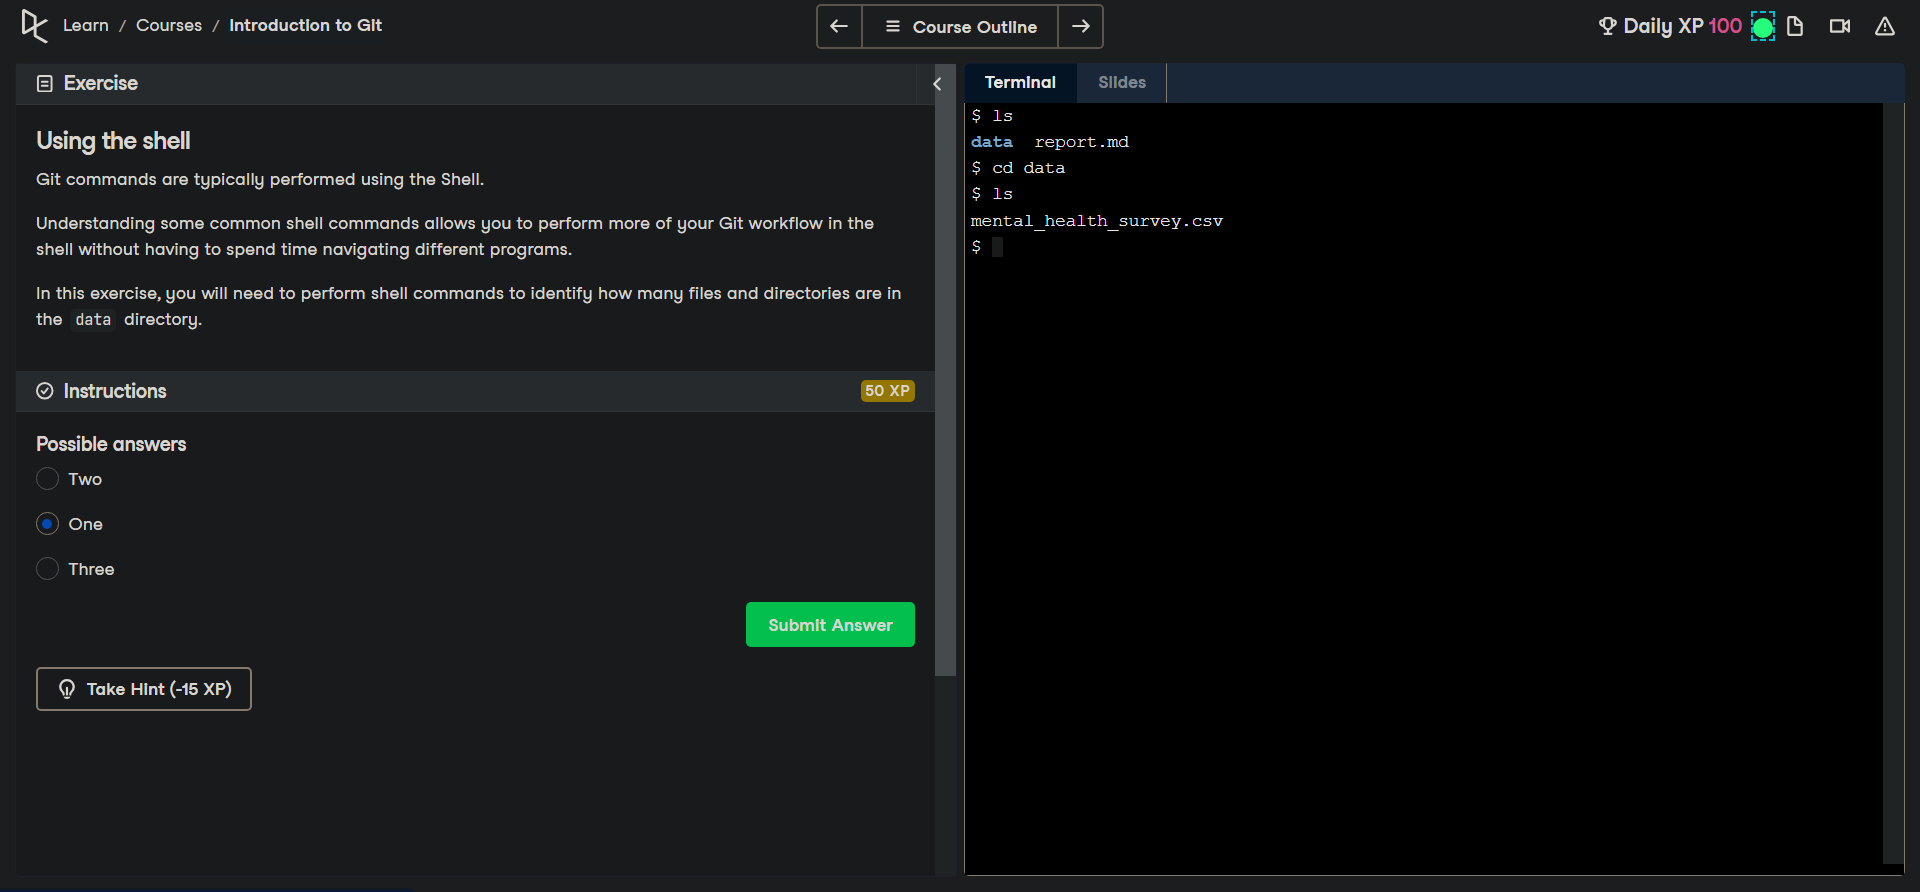 Learn / Courses / Introduction to Git
Course Outline
Daily XP 100
Exercise
Using the shell
Git commands are typically performed using the Shell.
Understanding some common shell commands allows you to perform more of your Git workflow in the
shell without having to spend time navigating different programs.
In this exercise, you will need to perform shell commands to identify how many files and directories are in
the data directory.
Instructions
50 XP
Possible answers
Two
One
Three
Submit Answer
Take Hint (-15 XP)
Terminal Slides
$ ls
data report.md
$ cd data
$ ls
mental_health_survey.csv
$